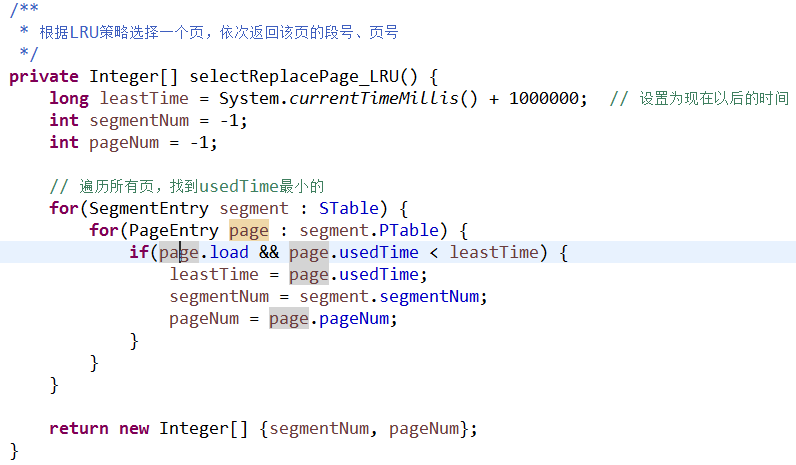 /**
 * 根据LRU策略选择一个页，依次返回该页的段号、页号
 */
private Integer[] selectReplacePage_LRU() {
    long leastTime = System.currentTimeMillis() + 1000000;  // 设置为现在以后的时间
    int segmentNum = -1;
    int pageNum = -1;

    // 遍历所有页，找到usedTime最小的
    for(SegmentEntry segment : STable) {
        for(PageEntry page : segment.PTable) {
            if(page.load && page.usedTime < leastTime) {
                leastTime = page.usedTime;
                segmentNum = segment.segmentNum;
                pageNum = page.pageNum;
            }
        }
    }

    return new Integer[] {segmentNum, pageNum};
}